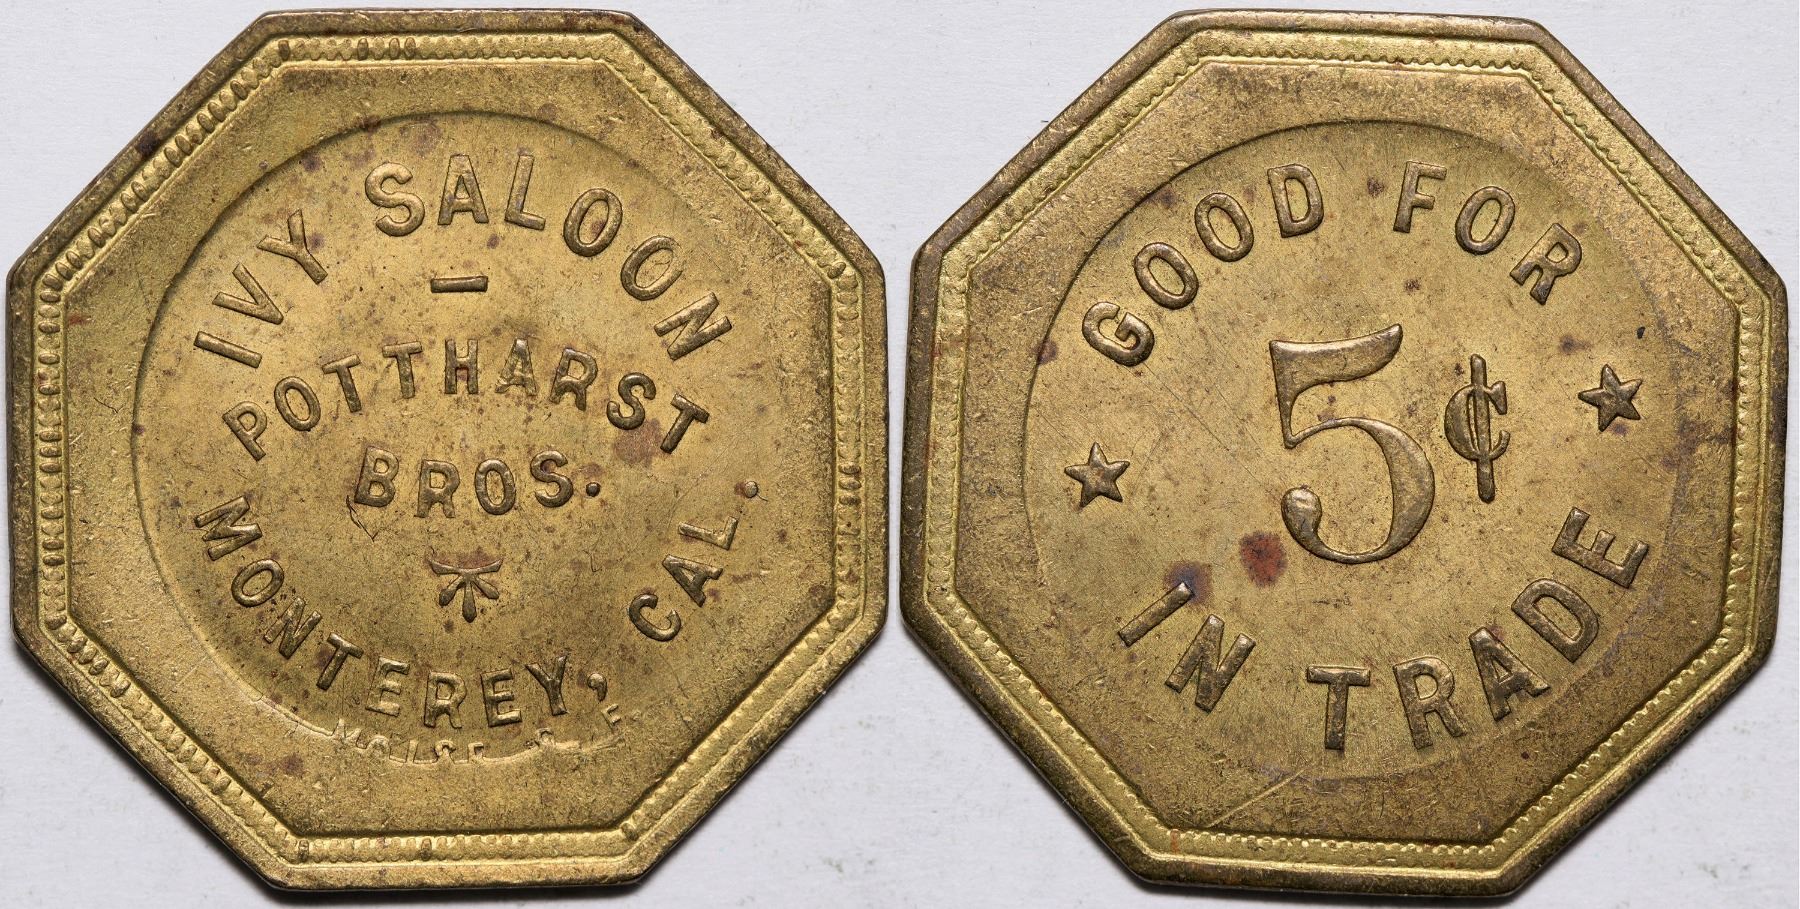 IVY SALOON
POTTHARST
BROS.
MONTEREY, CAL.
GOOD FOR
5¢
IN TRADE